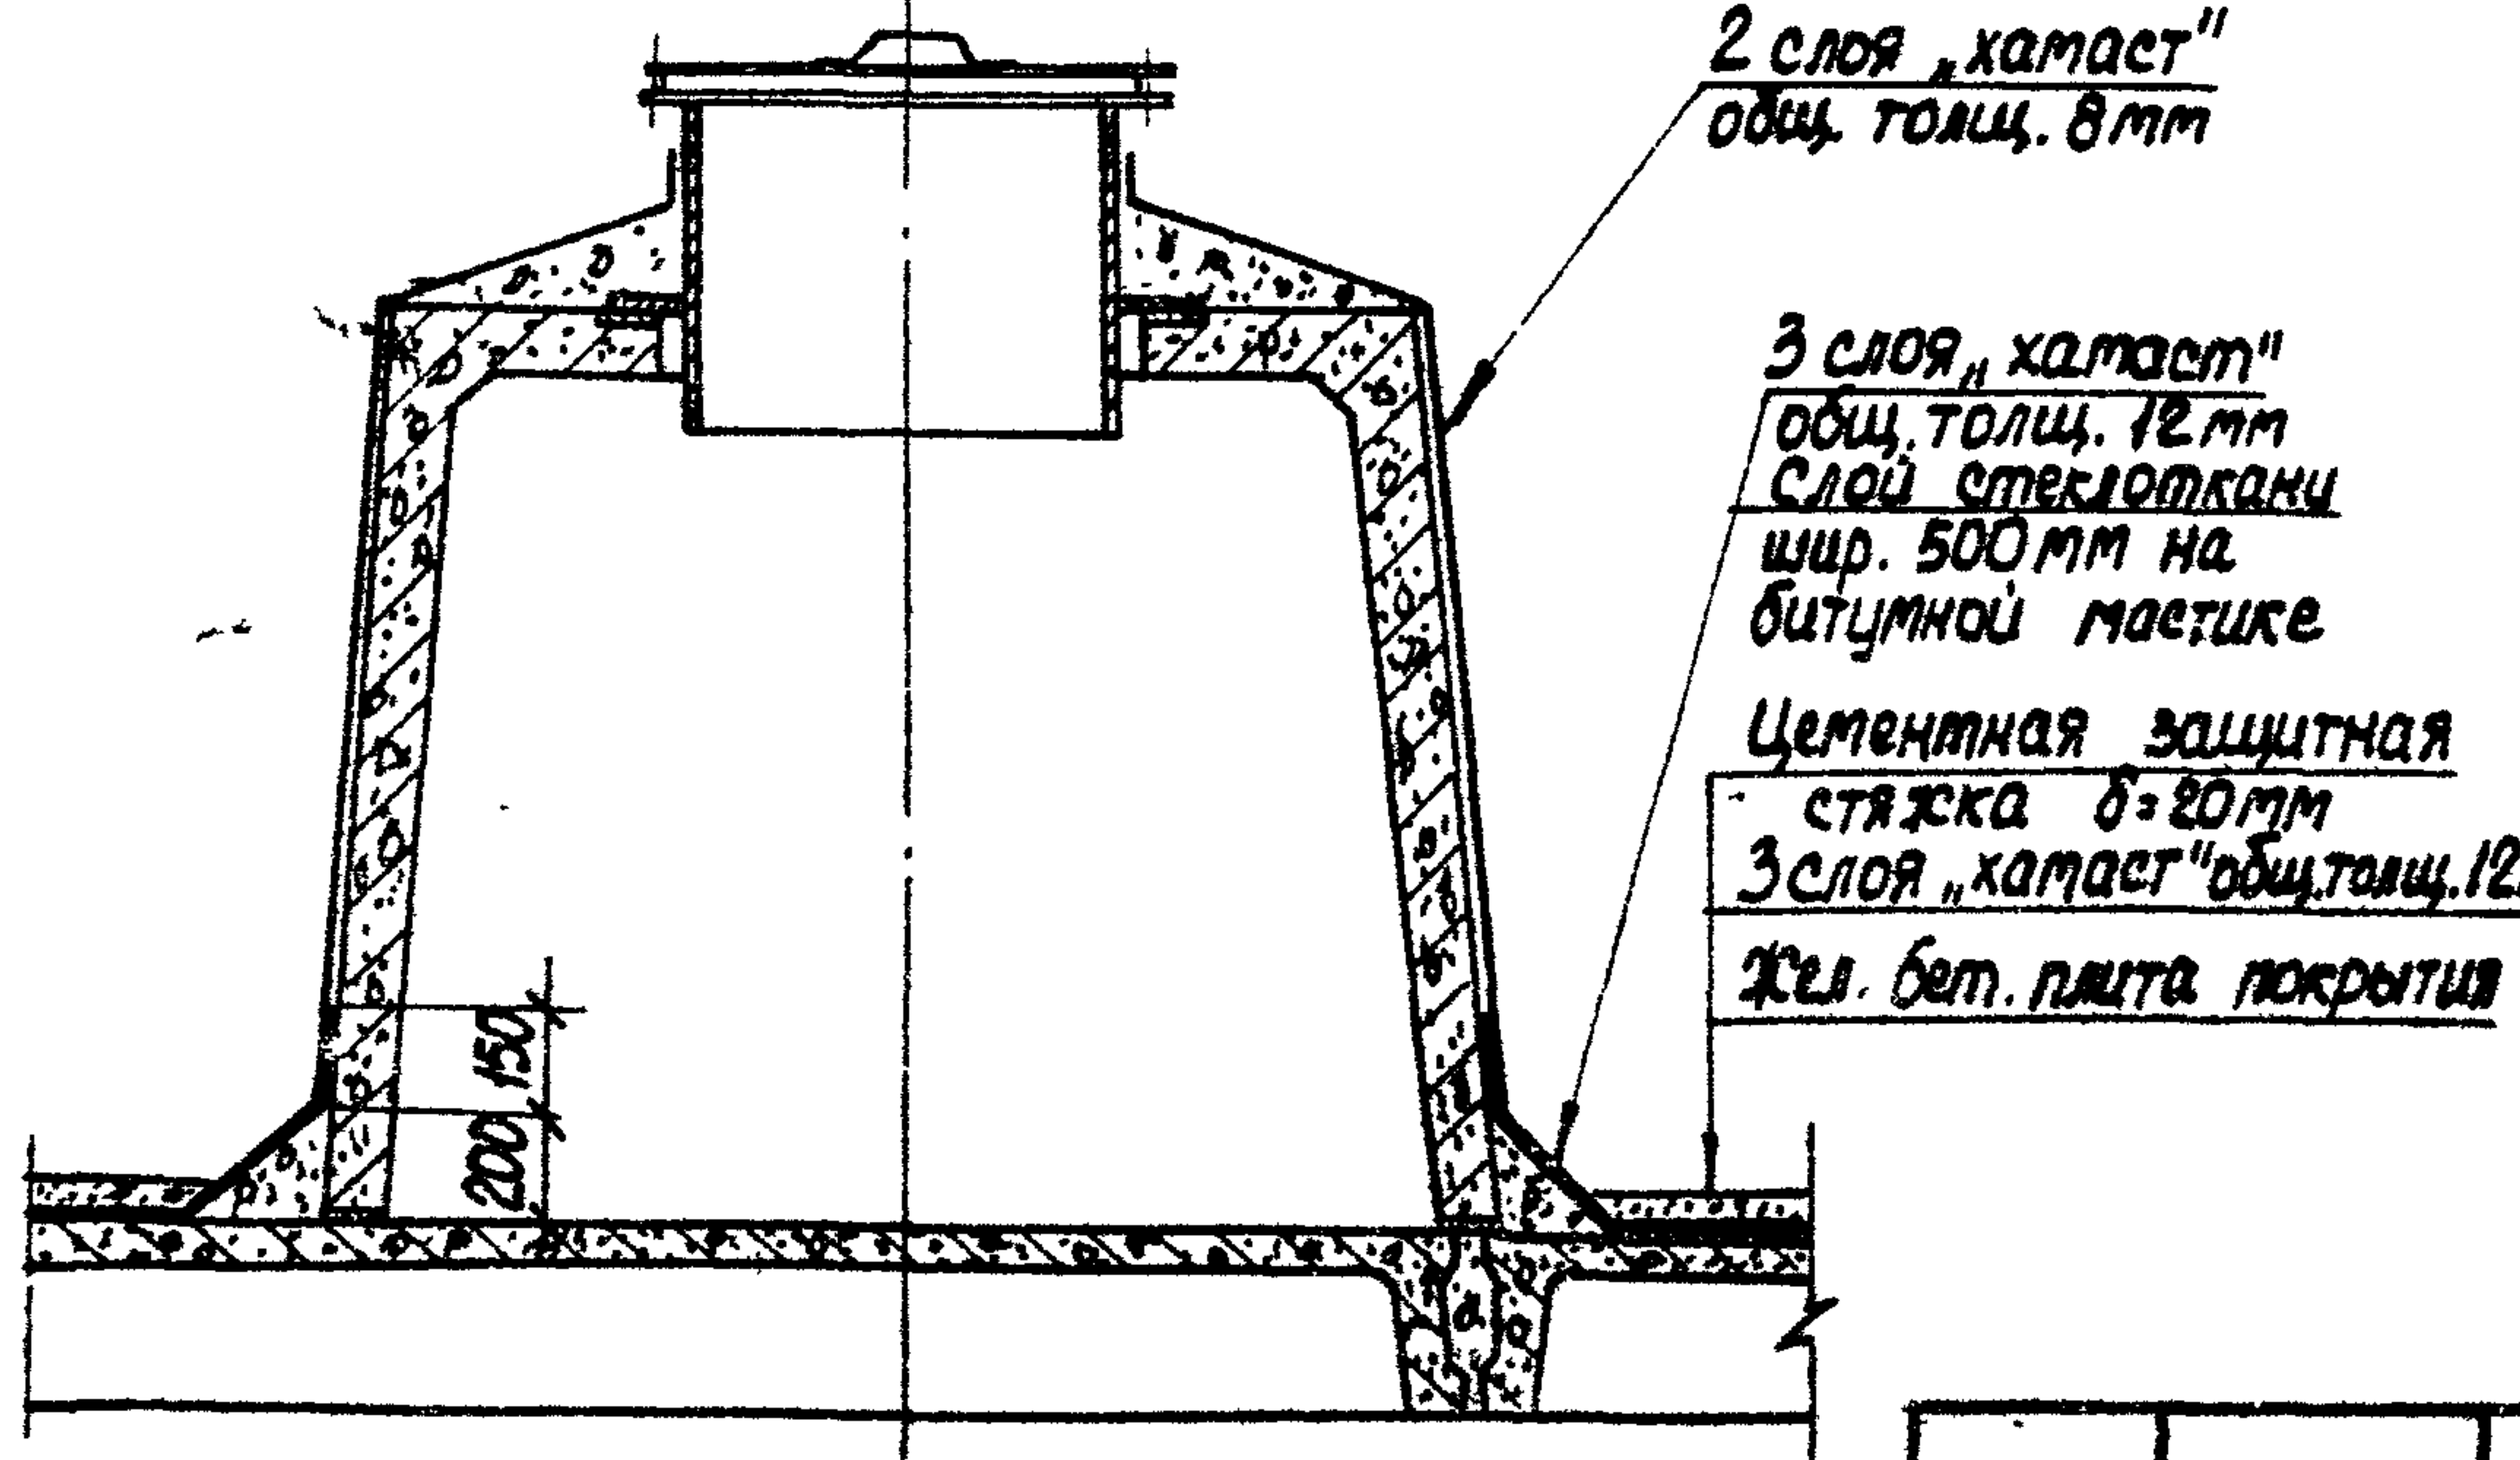 2 слоя „хамаст"
общ. толщ. 8мм
3 слоя „хамаст"
общ. толщ. 12мм
Слой стеклоткани
шир. 500мм на
битумной мастике
Цементная защитная
стяжка δ=20мм
3 слоя „хамаст" общ. толщ. 12
Жел. бет. плита покрытия
150
200